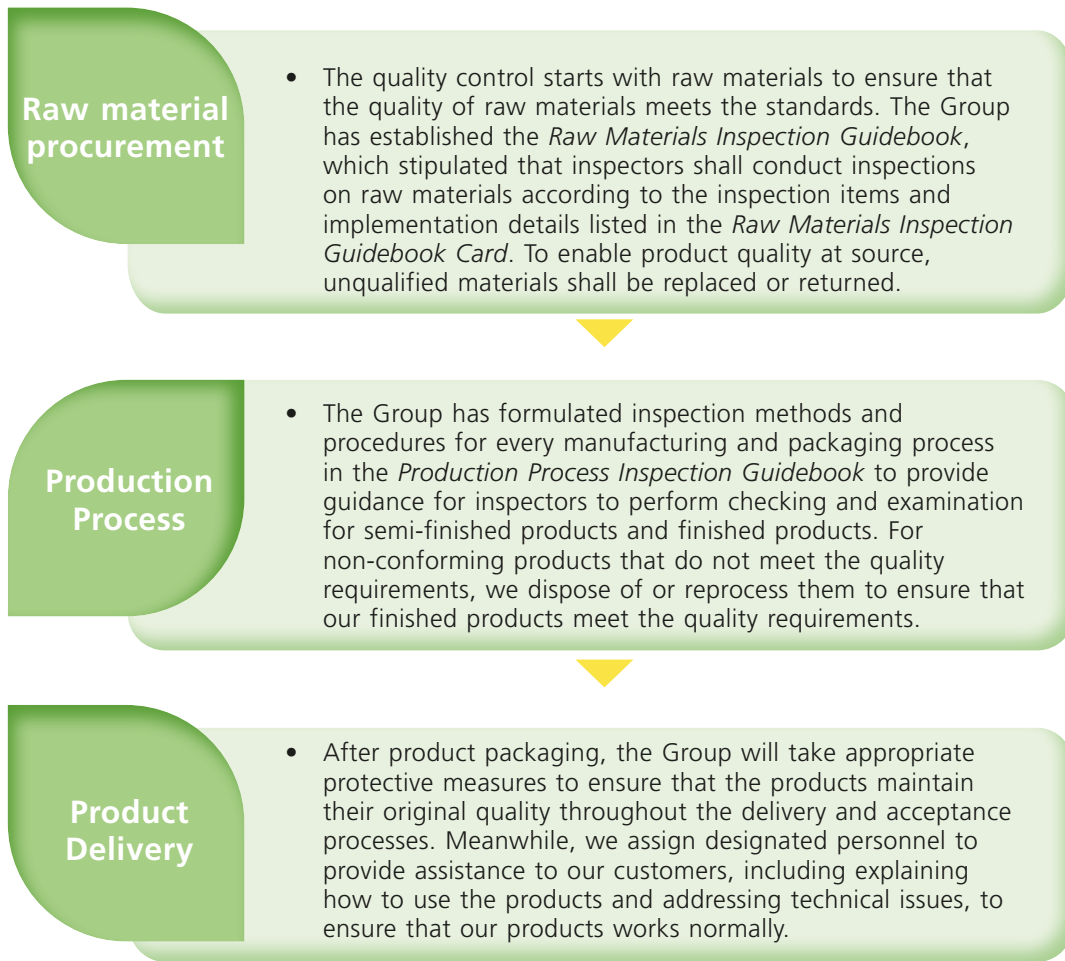 Raw material
procurement
• The quality control starts with raw materials to ensure that
the quality of raw materials meets the standards. The Group
has established the Raw Materials Inspection Guidebook,
which stipulated that inspectors shall conduct inspections
on raw materials according to the inspection items and
implementation details listed in the Raw Materials Inspection
Guidebook Card. To enable product quality at source,
unqualified materials shall be replaced or returned.
Production
Process
• The Group has formulated inspection methods and
procedures for every manufacturing and packaging process
in the Production Process Inspection Guidebook to provide
guidance for inspectors to perform checking and examination
for semi-finished products and finished products. For
non-conforming products that do not meet the quality
requirements, we dispose of or reprocess them to ensure that
our finished products meet the quality requirements.
Product
Delivery
• After product packaging, the Group will take appropriate
protective measures to ensure that the products maintain
their original quality throughout the delivery and acceptance
processes. Meanwhile, we assign designated personnel to
provide assistance to our customers, including explaining
how to use the products and addressing technical issues, to
ensure that our products works normally.